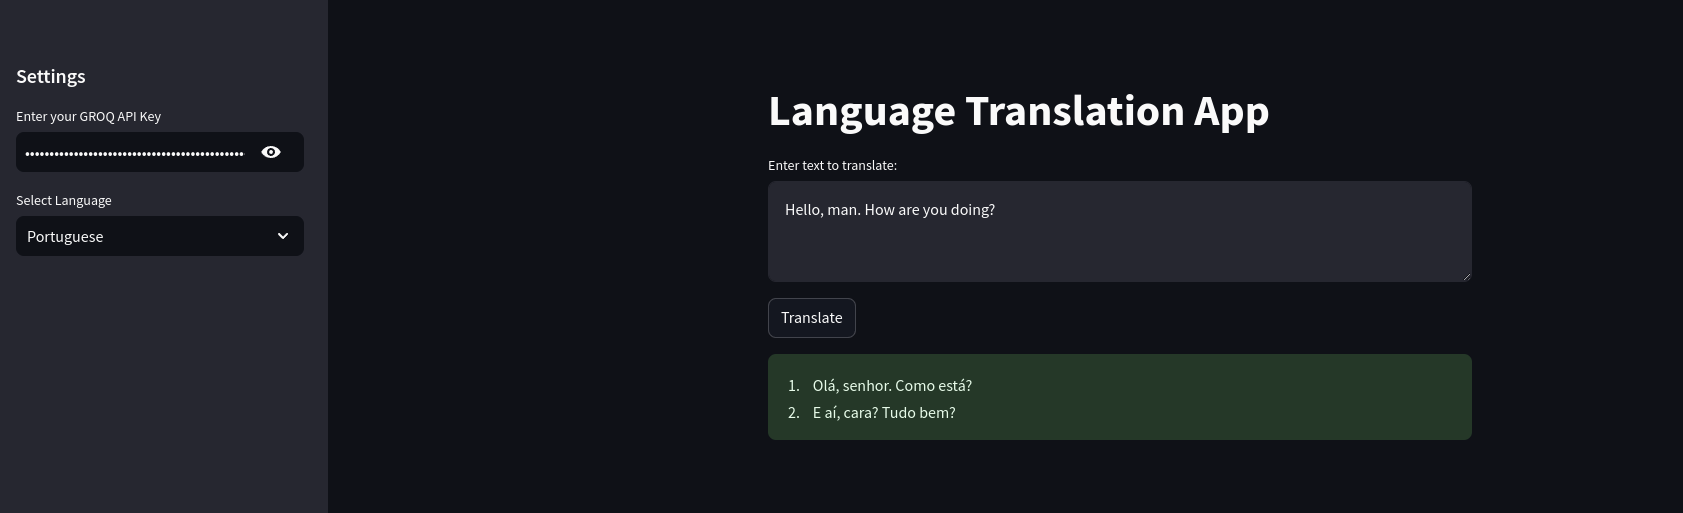 Settings
Enter your GROQ API Key
Select Language
Portuguese
Language Translation App
Enter text to translate:
Hello, man. How are you doing?
Translate
1. Olá, senhor. Como está?
2. E aí, cara? Tudo bem?